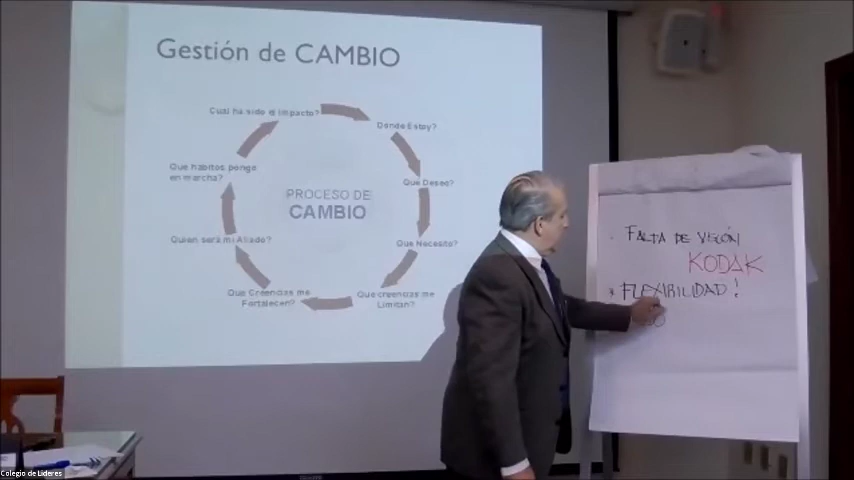 Gestión de CAMBIO
Cual ha sido el Impacto?
Donde Estoy?
Que habitos pongo
en marcha?
Que Deseo?
PROCESO DE
CAMBIO
Quien sera mi Aliado?
Que Necesito?
Que Creencias me
Fortalecen?
Que creencias me
Limitan?
FALTA DE VISIÓN
KODAK
* FLEXIBILIDAD !
Colegio de Lideres